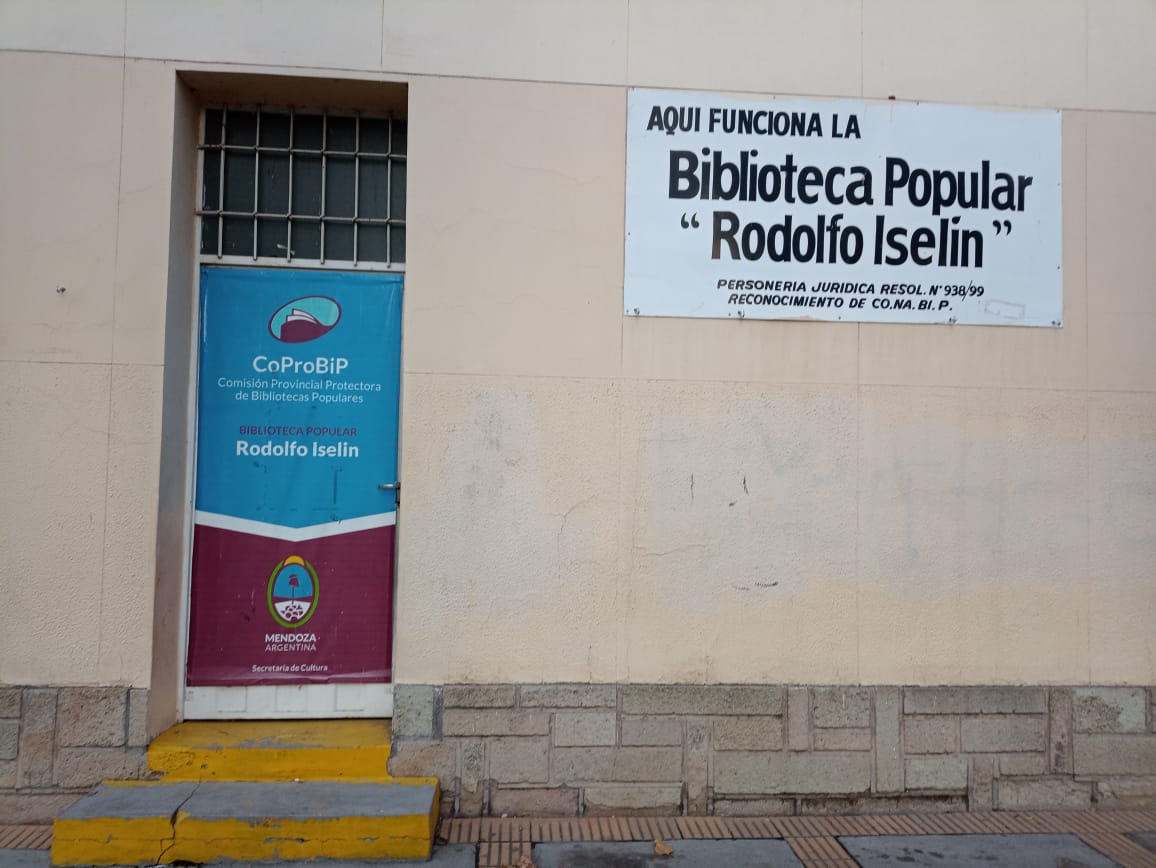 AQUI FUNCIONA LA
Biblioteca Popular
“Rodolfo Iselin”
PERSONERIA JURIDICA RESOL. N° 938/99
RECONOCIMIENTO DE CO.NA.BI.P.
CoProBiP
Comisión Provincial Protectora
de Bibliotecas Populares
BIBLIOTECA POPULAR
Rodolfo Iselin
MENDOZA
ARGENTINA
Secretaría de Cultura